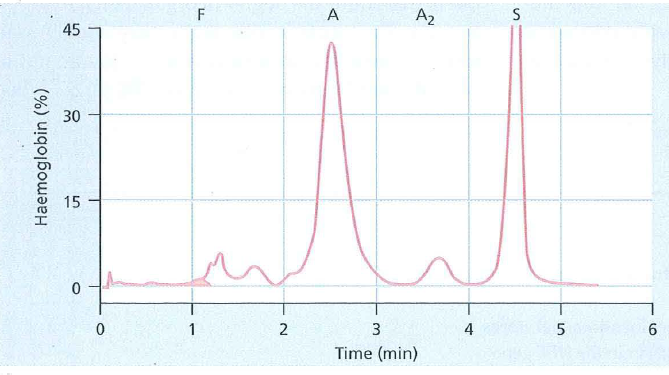 F A A₂ S
45
30
15
0
Haemoglobin (%)
0 1 2 3 4 5 6
Time (min)